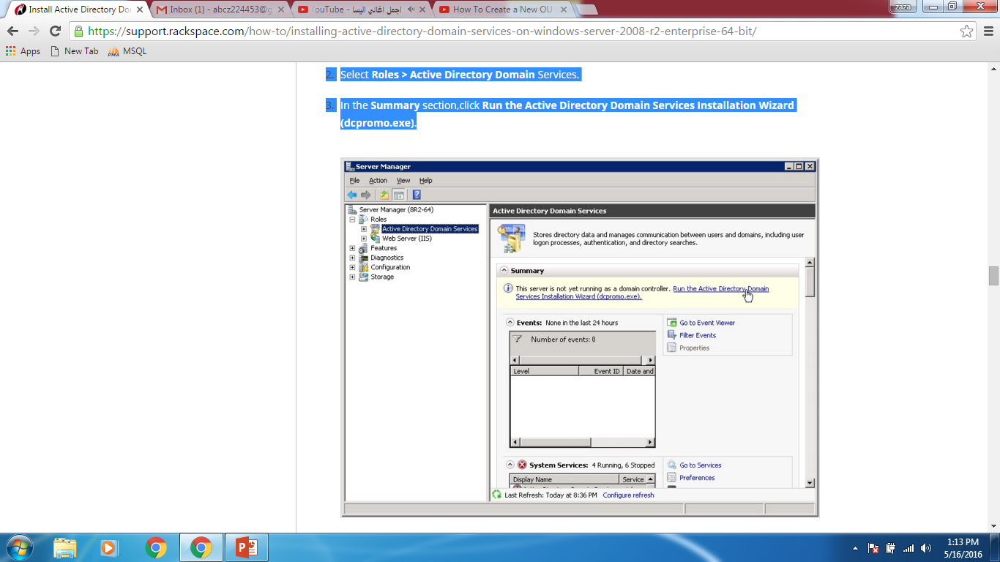 Install Active Directory Do
Inbox (1) - abcz224453@g
اجمل اغاني اليسا - YouTube
How To Create a New OU
zaza
https://support.rackspace.com/how-to/installing-active-directory-domain-services-on-windows-server-2008-r2-enterprise-64-bit/
Apps
New Tab
MSQL
2. Select Roles > Active Directory Domain Services.
3. In the Summary section,click Run the Active Directory Domain Services Installation Wizard
(dcpromo.exe).
Server Manager
File Action View Help
Server Manager (8R2-64)
Roles
Active Directory Domain Services
Web Server (IIS)
Features
Diagnostics
Configuration
Storage
Active Directory Domain Services
Stores directory data and manages communication between users and domains, including user
logon processes, authentication, and directory searches.
Summary
This server is not yet running as a domain controller. Run the Active Directory Domain
Services Installation Wizard (dcpromo.exe).
Events: None in the last 24 hours
Number of events: 0
Level Event ID Date and
Go to Event Viewer
Filter Events
Properties
System Services: 4 Running, 6 Stopped
Display Name Service
Go to Services
Preferences
Last Refresh: Today at 8:36 PM Configure refresh
1:13 PM
5/16/2016